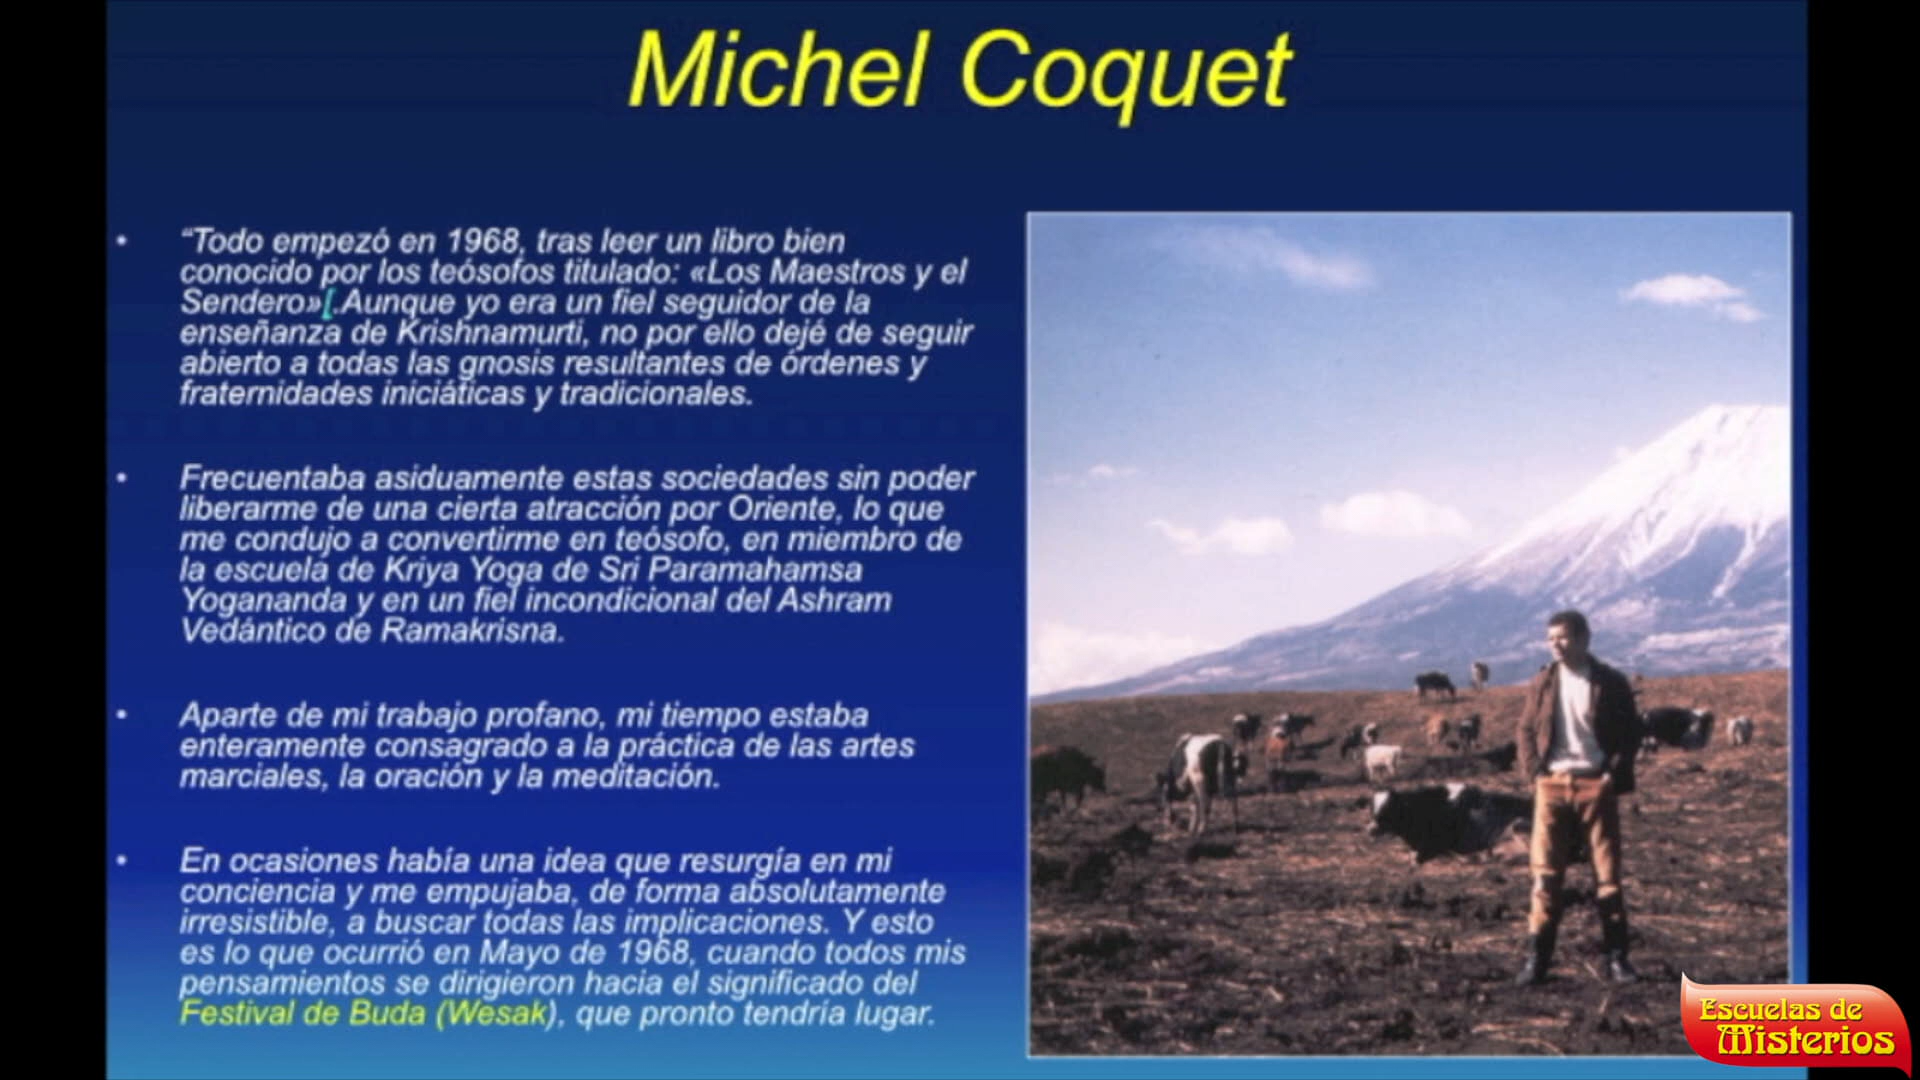 Michel Coquet
• “Todo empezó en 1968, tras leer un libro bien
conocido por los teósofos titulado: «Los Maestros y el
Sendero»[.Aunque yo era un fiel seguidor de la
enseñanza de Krishnamurti, no por ello dejé de seguir
abierto a todas las gnosis resultantes de órdenes y
fraternidades iniciáticas y tradicionales.
• Frecuentaba asiduamente estas sociedades sin poder
liberarme de una cierta atracción por Oriente, lo que
me condujo a convertirme en teósofo, en miembro de
la escuela de Kriya Yoga de Sri Paramahamsa
Yogananda y en un fiel incondicional del Ashram
Vedántico de Ramakrisna.
• Aparte de mi trabajo profano, mi tiempo estaba
enteramente consagrado a la práctica de las artes
marciales, la oración y la meditación.
• En ocasiones había una idea que resurgía en mi
conciencia y me empujaba, de forma absolutamente
irresistible, a buscar todas las implicaciones. Y esto
es lo que ocurrió en Mayo de 1968, cuando todos mis
pensamientos se dirigieron hacia el significado del
Festival de Buda (Wesak), que pronto tendría lugar.
Escuelas de
Misterios